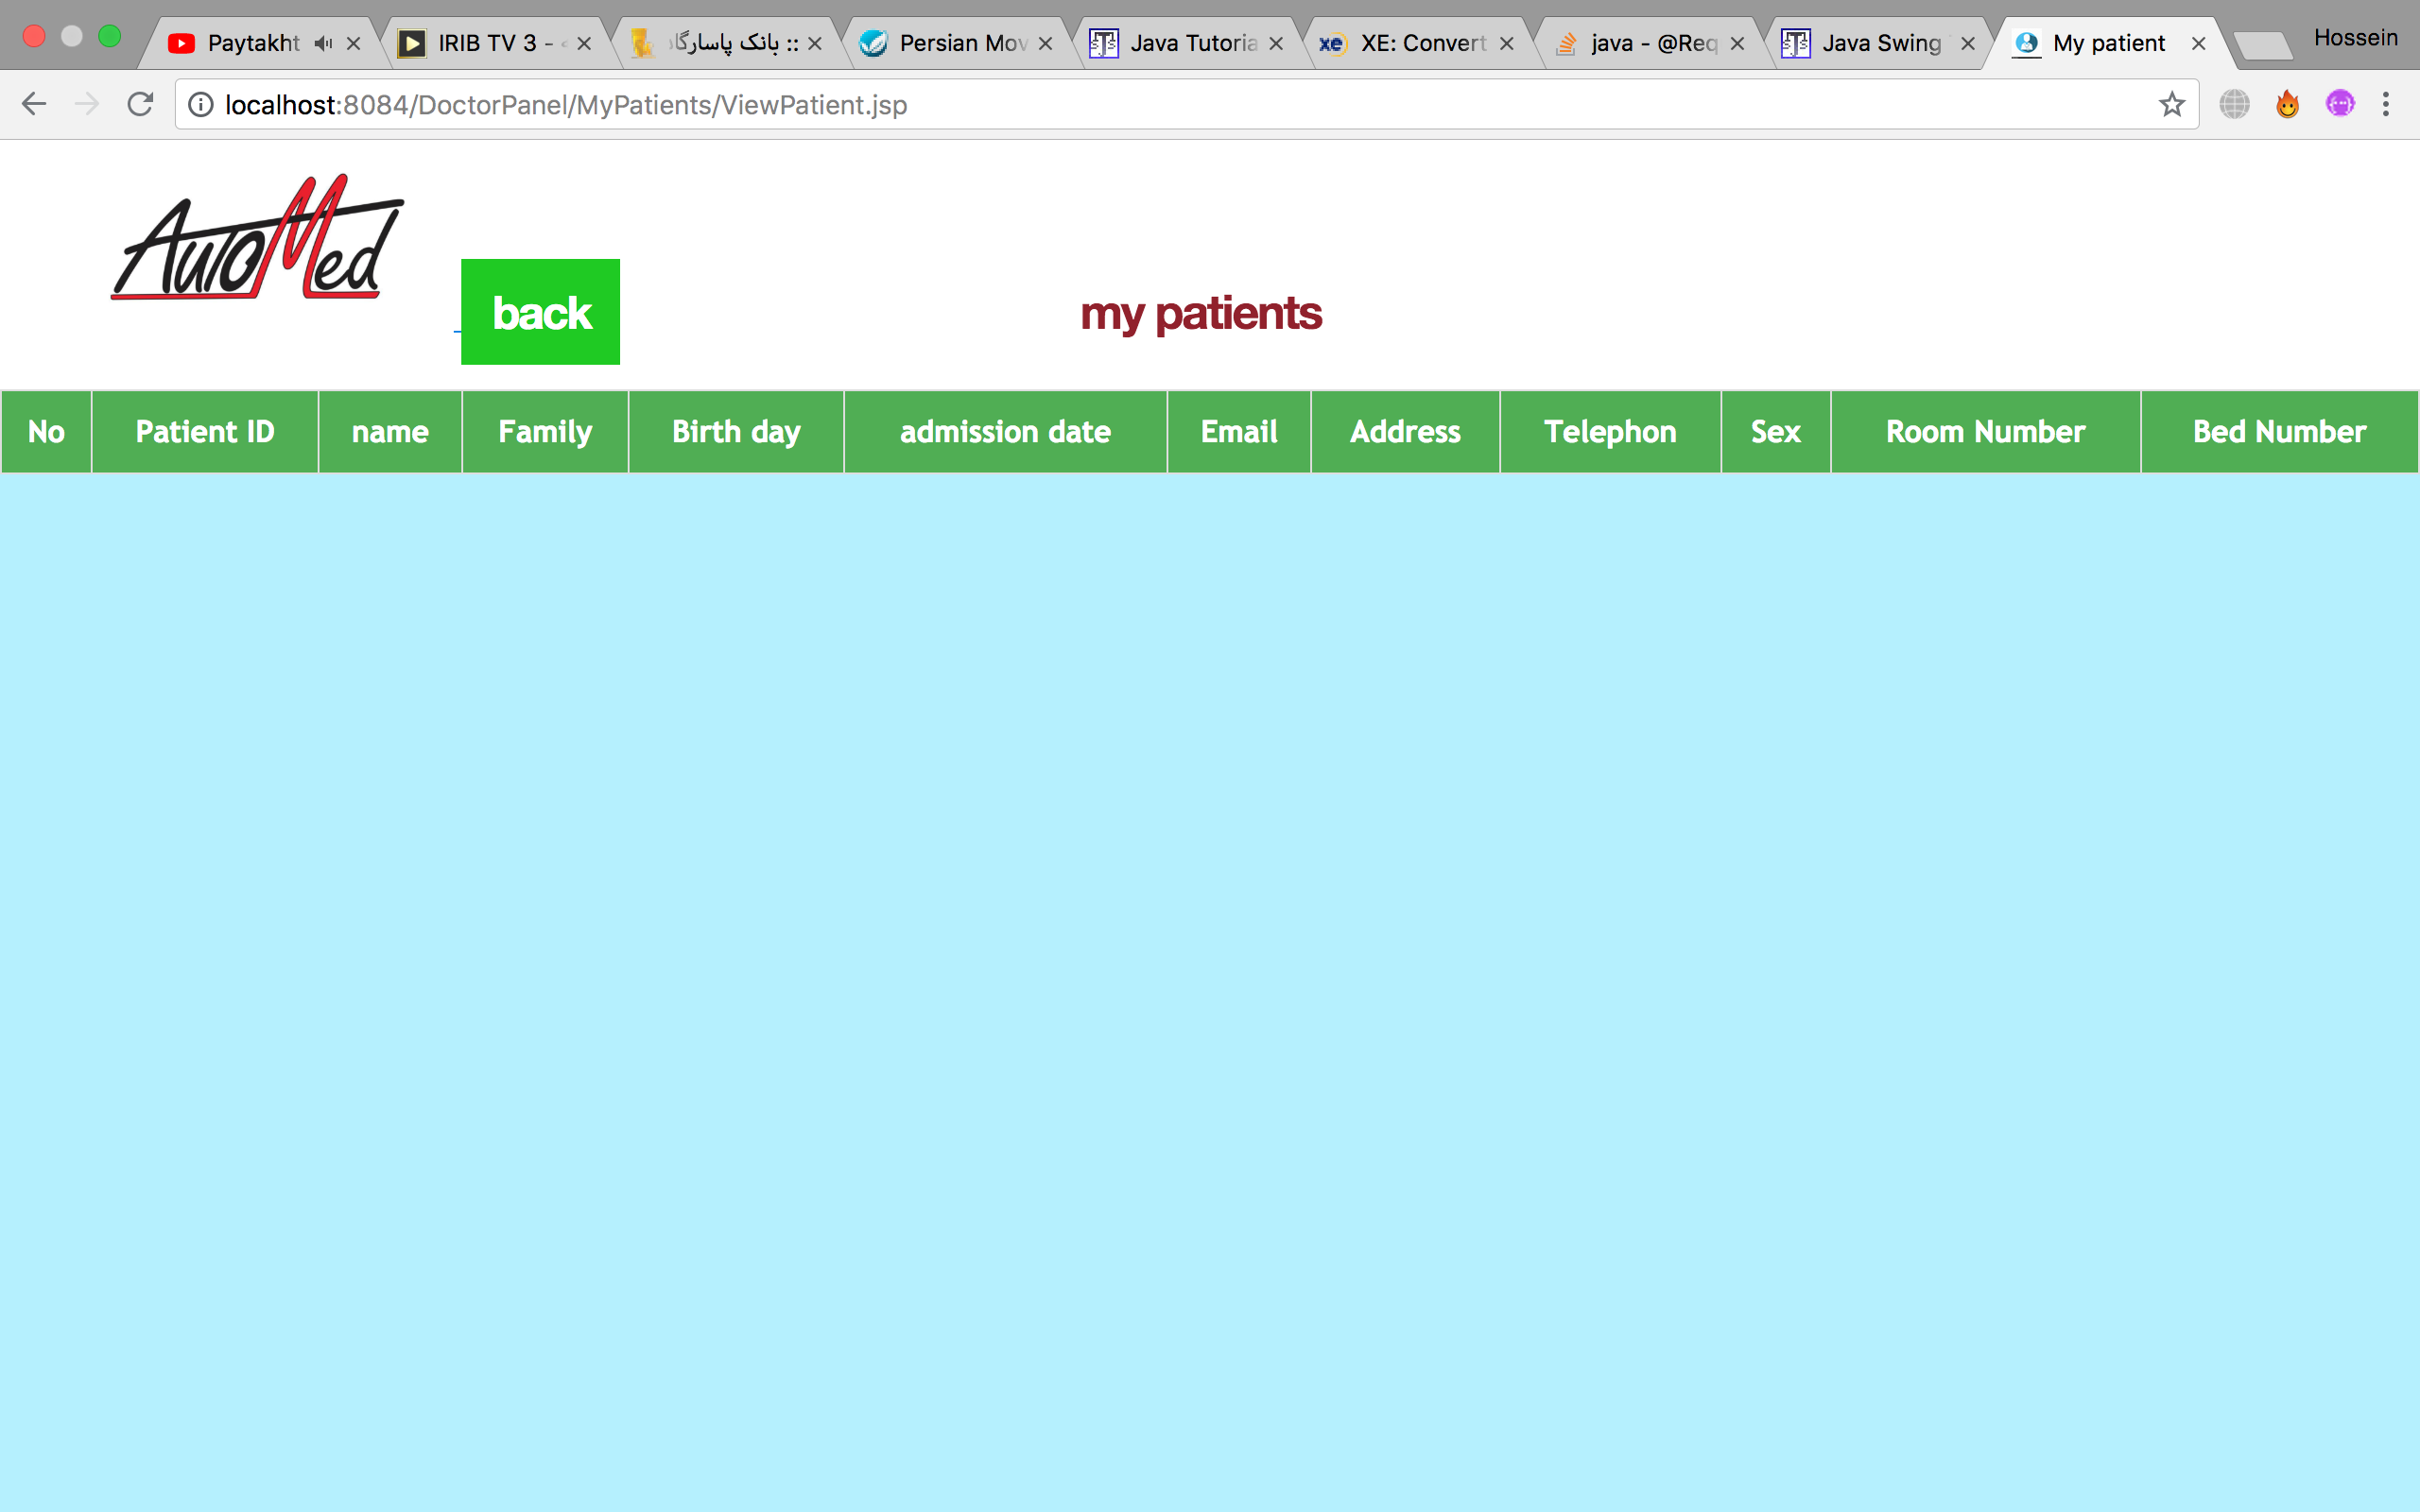 Paytakht
IRIB TV 3 -
بانک پاسارگاد ::
Persian Mov
Java Tutoria
XE: Convert
java - @Req
Java Swing
My patient
Hossein
localhost:8084/DoctorPanel/MyPatients/ViewPatient.jsp
AutoMed
back
my patients
No Patient ID name Family Birth day admission date Email Address Telephon Sex Room Number Bed Number